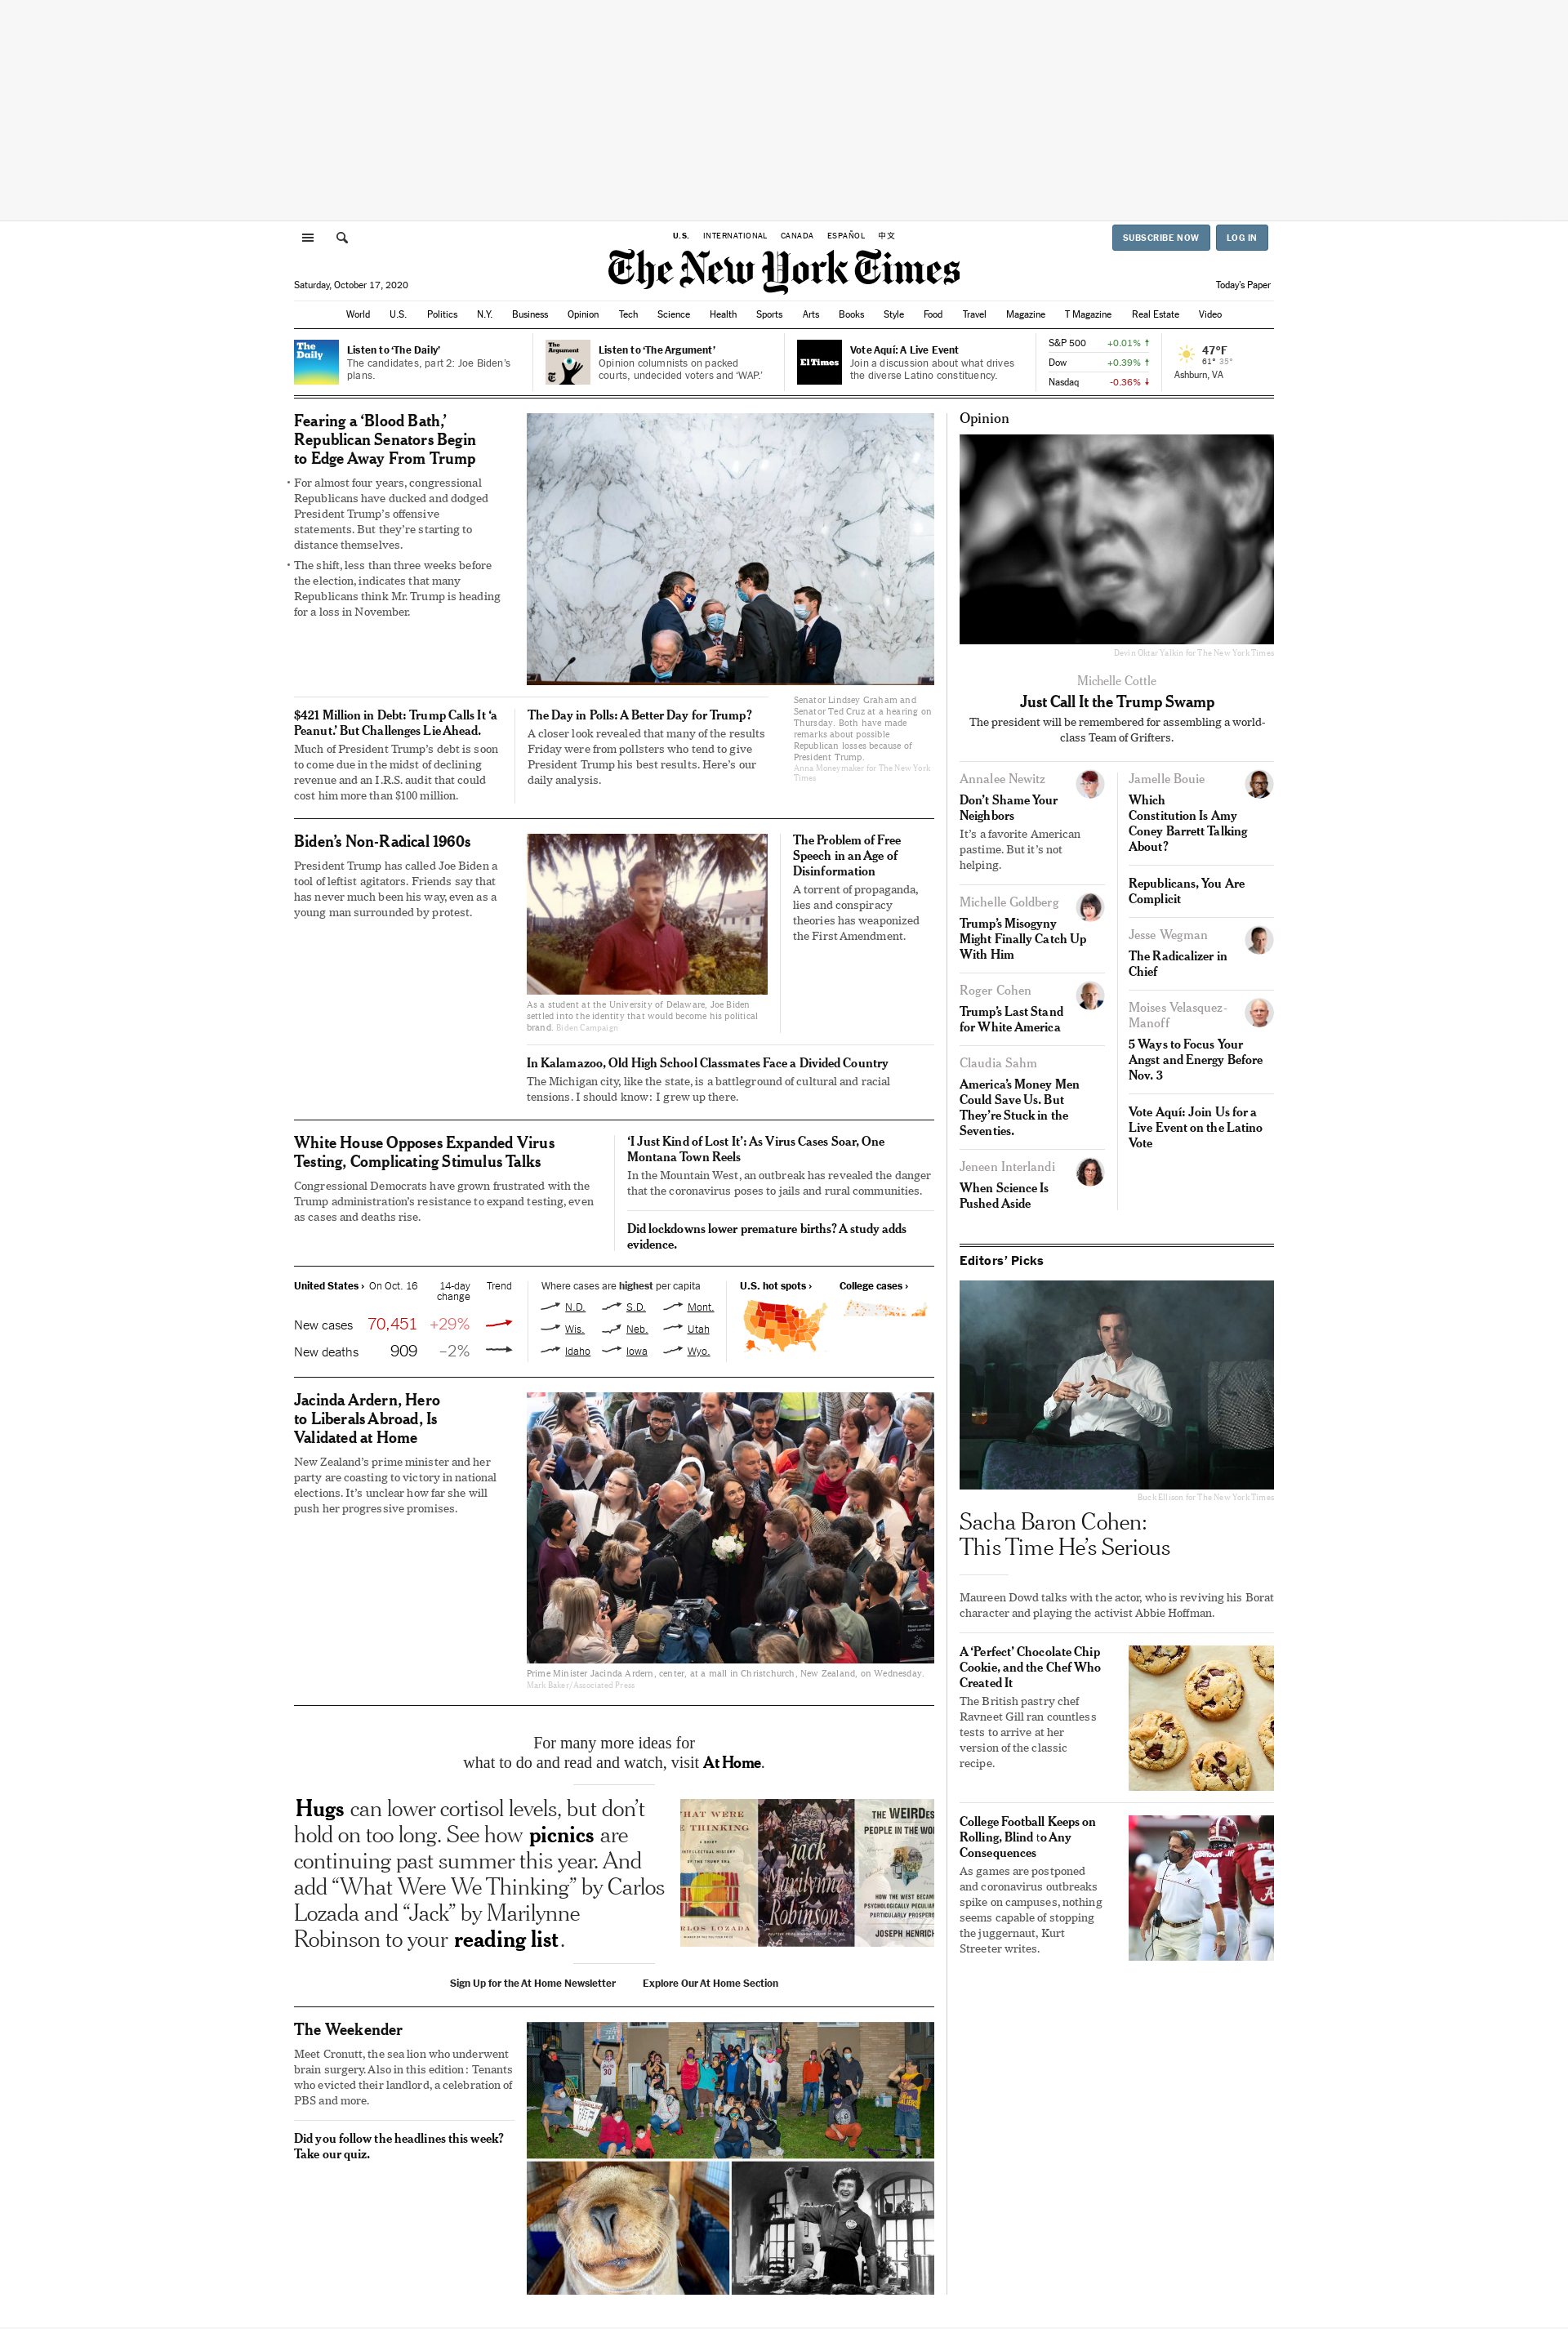 U.S. INTERNATIONAL CANADA ESPAÑOL 中文
SUBSCRIBE NOW
LOG IN
The New York Times
Saturday, October 17, 2020
Today's Paper
World U.S. Politics N.Y. Business Opinion Tech Science Health Sports Arts Books Style Food Travel Magazine T Magazine Real Estate Video
The
Daily
Listen to ‘The Daily’
The candidates, part 2: Joe Biden’s
plans.
The
Argument
Listen to ‘The Argument’
Opinion columnists on packed
courts, undecided voters and ‘WAP.’
El Times
Vote Aquí: A Live Event
Join a discussion about what drives
the diverse Latino constituency.
S&P 500 +0.01% ↑
Dow +0.39% ↑
Nasdaq -0.36% ↓
47°F
61° 35°
Ashburn, VA
Fearing a ‘Blood Bath,’
Republican Senators Begin
to Edge Away From Trump
• For almost four years, congressional
Republicans have ducked and dodged
President Trump’s offensive
statements. But they’re starting to
distance themselves.
• The shift, less than three weeks before
the election, indicates that many
Republicans think Mr. Trump is heading
for a loss in November.
Senator Lindsey Graham and
Senator Ted Cruz at a hearing on
Thursday. Both have made
remarks about possible
Republican losses because of
President Trump.
Anna Moneymaker for The New York
Times
$421 Million in Debt: Trump Calls It ‘a
Peanut.’ But Challenges Lie Ahead.
Much of President Trump’s debt is soon
to come due in the midst of declining
revenue and an I.R.S. audit that could
cost him more than $100 million.
The Day in Polls: A Better Day for Trump?
A closer look revealed that many of the results
Friday were from pollsters who tend to give
President Trump his best results. Here’s our
daily analysis.
Biden’s Non-Radical 1960s
President Trump has called Joe Biden a
tool of leftist agitators. Friends say that
has never much been his way, even as a
young man surrounded by protest.
As a student at the University of Delaware, Joe Biden
settled into the identity that would become his political
brand. Biden Campaign
The Problem of Free
Speech in an Age of
Disinformation
A torrent of propaganda,
lies and conspiracy
theories has weaponized
the First Amendment.
In Kalamazoo, Old High School Classmates Face a Divided Country
The Michigan city, like the state, is a battleground of cultural and racial
tensions. I should know: I grew up there.
White House Opposes Expanded Virus
Testing, Complicating Stimulus Talks
Congressional Democrats have grown frustrated with the
Trump administration’s resistance to expand testing, even
as cases and deaths rise.
‘I Just Kind of Lost It’: As Virus Cases Soar, One
Montana Town Reels
In the Mountain West, an outbreak has revealed the danger
that the coronavirus poses to jails and rural communities.
Did lockdowns lower premature births? A study adds
evidence.
United States › On Oct. 16 14-day
change Trend
New cases 70,451 +29%
New deaths 909 –2%
Where cases are highest per capita
N.D. S.D. Mont.
Wis. Neb. Utah
Idaho Iowa Wyo.
U.S. hot spots ›
College cases ›
Jacinda Ardern, Hero
to Liberals Abroad, Is
Validated at Home
New Zealand’s prime minister and her
party are coasting to victory in national
elections. It’s unclear how far she will
push her progressive promises.
Prime Minister Jacinda Ardern, center, at a mall in Christchurch, New Zealand, on Wednesday.
Mark Baker/Associated Press
For many more ideas for
what to do and read and watch, visit At Home.
Hugs can lower cortisol levels, but don’t
hold on too long. See how picnics are
continuing past summer this year. And
add “What Were We Thinking” by Carlos
Lozada and “Jack” by Marilynne
Robinson to your reading list.
HAT WERE
E THINKING
A BRIEF
INTELLECTUAL HISTORY
OF THE TRUMP ERA
RLOS LOZADA
jack
Marilynne
Robinson
THE WEIRDes
PEOPLE IN THE WO
HOW THE WEST BECAM
PSYCHOLOGICALLY PECULIAR
PARTICULARLY PROSPERO
JOSEPH HENRICH
Sign Up for the At Home Newsletter
Explore Our At Home Section
The Weekender
Meet Cronutt, the sea lion who underwent
brain surgery. Also in this edition: Tenants
who evicted their landlord, a celebration of
PBS and more.
Did you follow the headlines this week?
Take our quiz.
Opinion
Devin Oktar Yalkin for The New York Times
Michelle Cottle
Just Call It the Trump Swamp
The president will be remembered for assembling a world-
class Team of Grifters.
Annalee Newitz
Don’t Shame Your
Neighbors
It’s a favorite American
pastime. But it’s not
helping.
Michelle Goldberg
Trump’s Misogyny
Might Finally Catch Up
With Him
Roger Cohen
Trump’s Last Stand
for White America
Claudia Sahm
America’s Money Men
Could Save Us. But
They’re Stuck in the
Seventies.
Jeneen Interlandi
When Science Is
Pushed Aside
Jamelle Bouie
Which
Constitution Is Amy
Coney Barrett Talking
About?
Republicans, You Are
Complicit
Jesse Wegman
The Radicalizer in
Chief
Moises Velasquez-
Manoff
5 Ways to Focus Your
Angst and Energy Before
Nov. 3
Vote Aquí: Join Us for a
Live Event on the Latino
Vote
Editors’ Picks
Buck Ellison for The New York Times
Sacha Baron Cohen:
This Time He’s Serious
Maureen Dowd talks with the actor, who is reviving his Borat
character and playing the activist Abbie Hoffman.
A ‘Perfect’ Chocolate Chip
Cookie, and the Chef Who
Created It
The British pastry chef
Ravneet Gill ran countless
tests to arrive at her
version of the classic
recipe.
College Football Keeps on
Rolling, Blind to Any
Consequences
As games are postponed
and coronavirus outbreaks
spike on campuses, nothing
seems capable of stopping
the juggernaut, Kurt
Streeter writes.